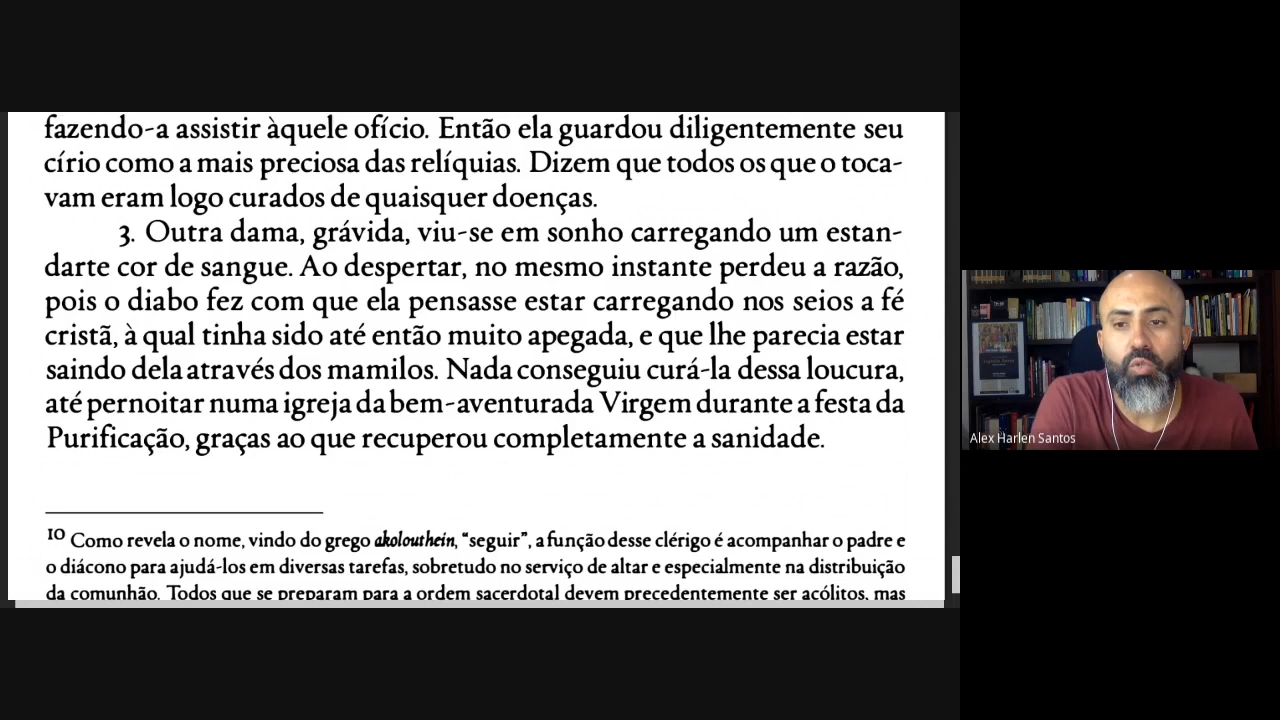 fazendo-a assistir àquele ofício. Então ela guardou diligentemente seu
círio como a mais preciosa das relíquias. Dizem que todos os que o toca-
vam eram logo curados de quaisquer doenças.
3. Outra dama, grávida, viu-se em sonho carregando um estan-
darte cor de sangue. Ao despertar, no mesmo instante perdeu a razão,
pois o diabo fez com que ela pensasse estar carregando nos seios a fé
cristã, à qual tinha sido até então muito apegada, e que lhe parecia estar
saindo dela através dos mamilos. Nada conseguiu curá-la dessa loucura,
até pernoitar numa igreja da bem-aventurada Virgem durante a festa da
Purificação, graças ao que recuperou completamente a sanidade.
10 Como revela o nome, vindo do grego akolouthein, “seguir”, a função desse clérigo é acompanhar o padre e
o diácono para ajudá-los em diversas tarefas, sobretudo no serviço de altar e especialmente na distribuição
da comunhão. Todos que se preparam para a ordem sacerdotal devem precedentemente ser acólitos, mas
Alex Harlen Santos